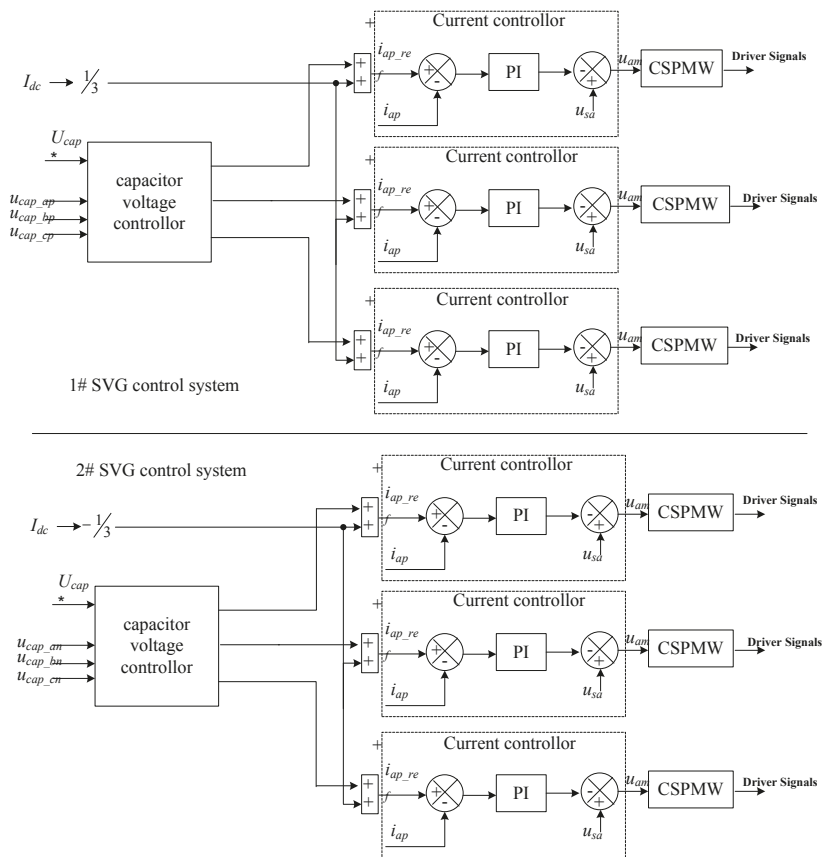 +
Current controllor
i_ap_re
f
+
+
+
-
i_ap
PI
-
+
u_sa
u_am
CSPMW
Driver Signals
I_dc
1/3
U_cap
*
u_cap_ap
u_cap_bp
u_cap_cp
capacitor
voltage
controllor
+
Current controllor
i_ap_re
f
+
+
+
-
i_ap
PI
-
+
u_sa
u_am
CSPMW
Driver Signals
+
Current controllor
i_ap_re
f
+
+
+
-
i_ap
PI
-
+
u_sa
u_am
CSPMW
Driver Signals
1# SVG control system
2# SVG control system
+
Current controllor
i_ap_re
f
+
+
+
-
i_ap
PI
-
+
u_sa
u_am
CSPMW
Driver Signals
I_dc
- 1/3
U_cap
*
u_cap_an
u_cap_bn
u_cap_cn
capacitor
voltage
controllor
+
Current controllor
i_ap_re
f
+
+
+
-
i_ap
PI
-
+
u_sa
u_am
CSPMW
Driver Signals
+
Current controllor
i_ap_re
f
+
+
+
-
i_ap
PI
-
+
u_sa
u_am
CSPMW
Driver Signals